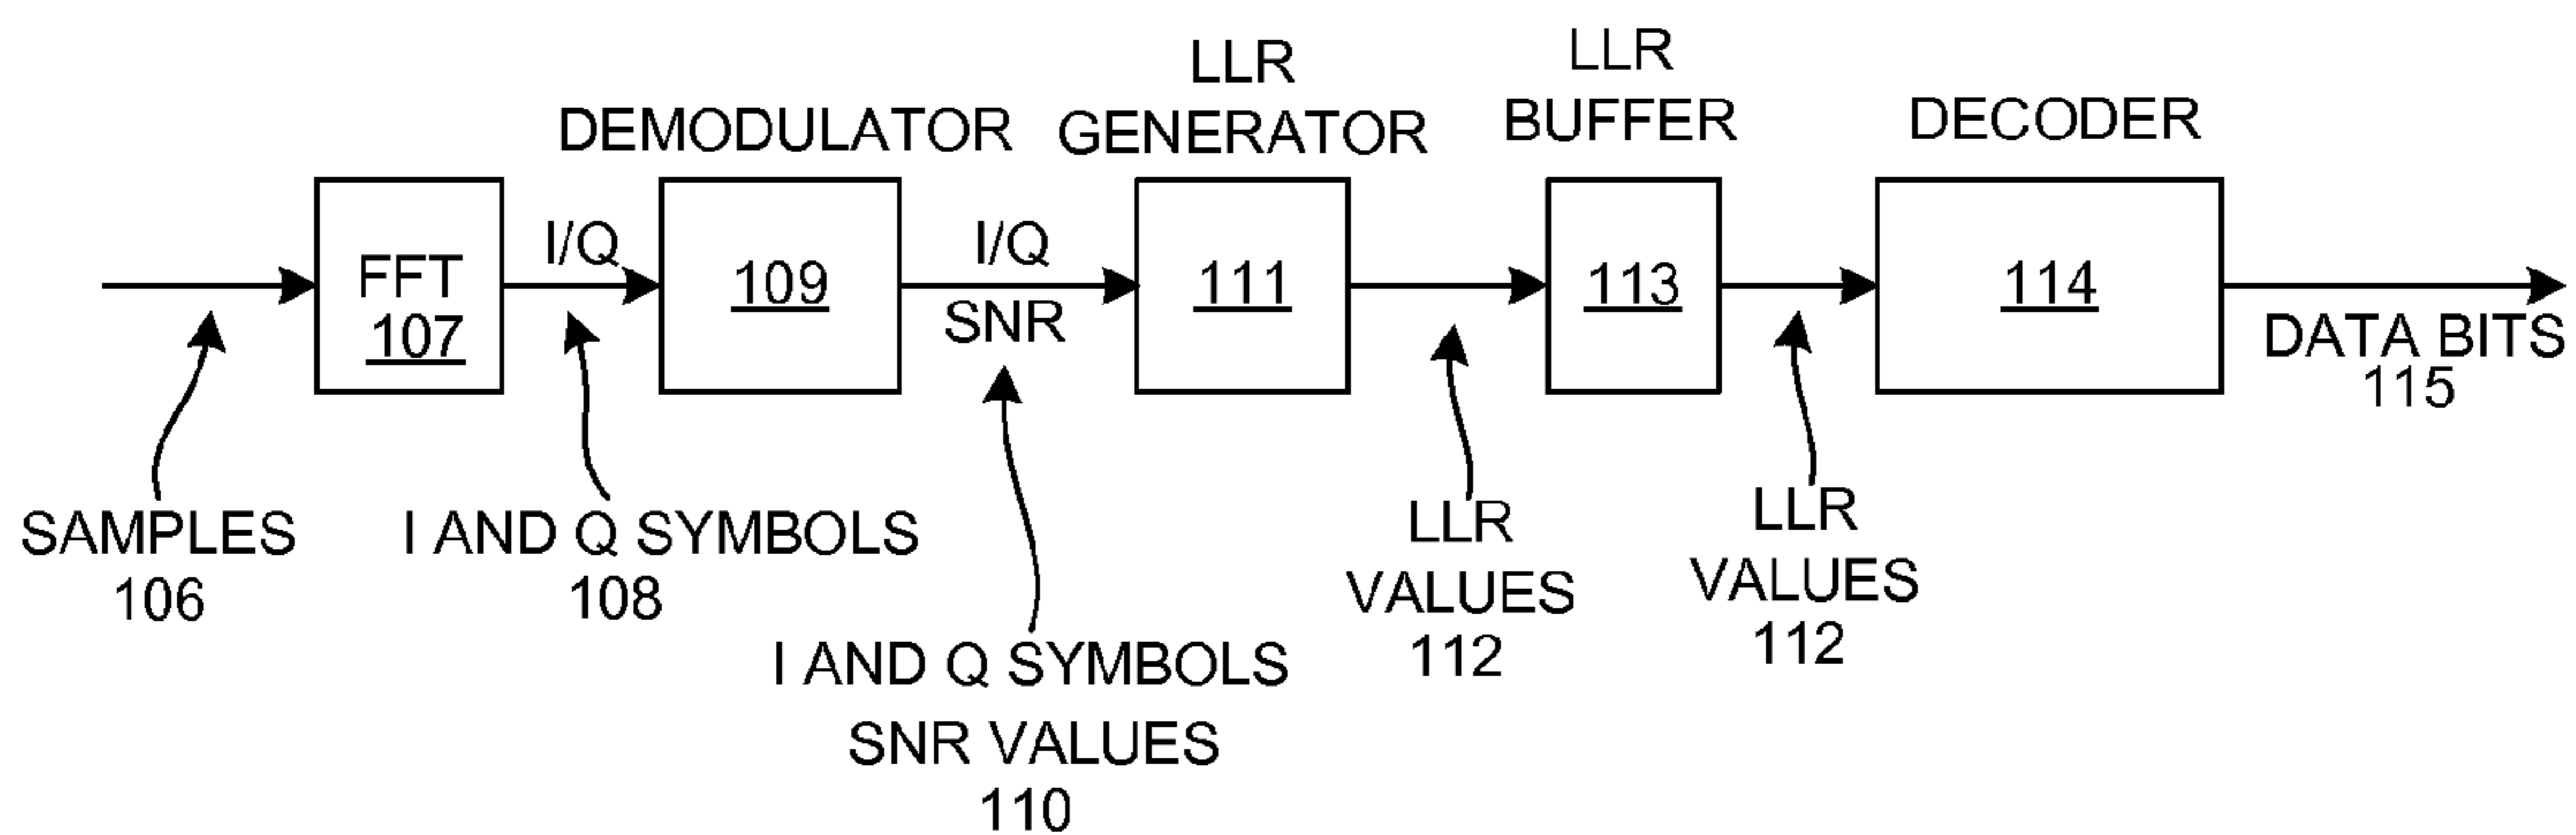 LLR
GENERATOR
LLR
BUFFER
DEMODULATOR
DECODER
FFT
107
I/Q
109
I/Q
SNR
111
113
114
DATA BITS
115
SAMPLES
106
I AND Q SYMBOLS
108
I AND Q SYMBOLS
SNR VALUES
110
LLR
VALUES
112
LLR
VALUES
112